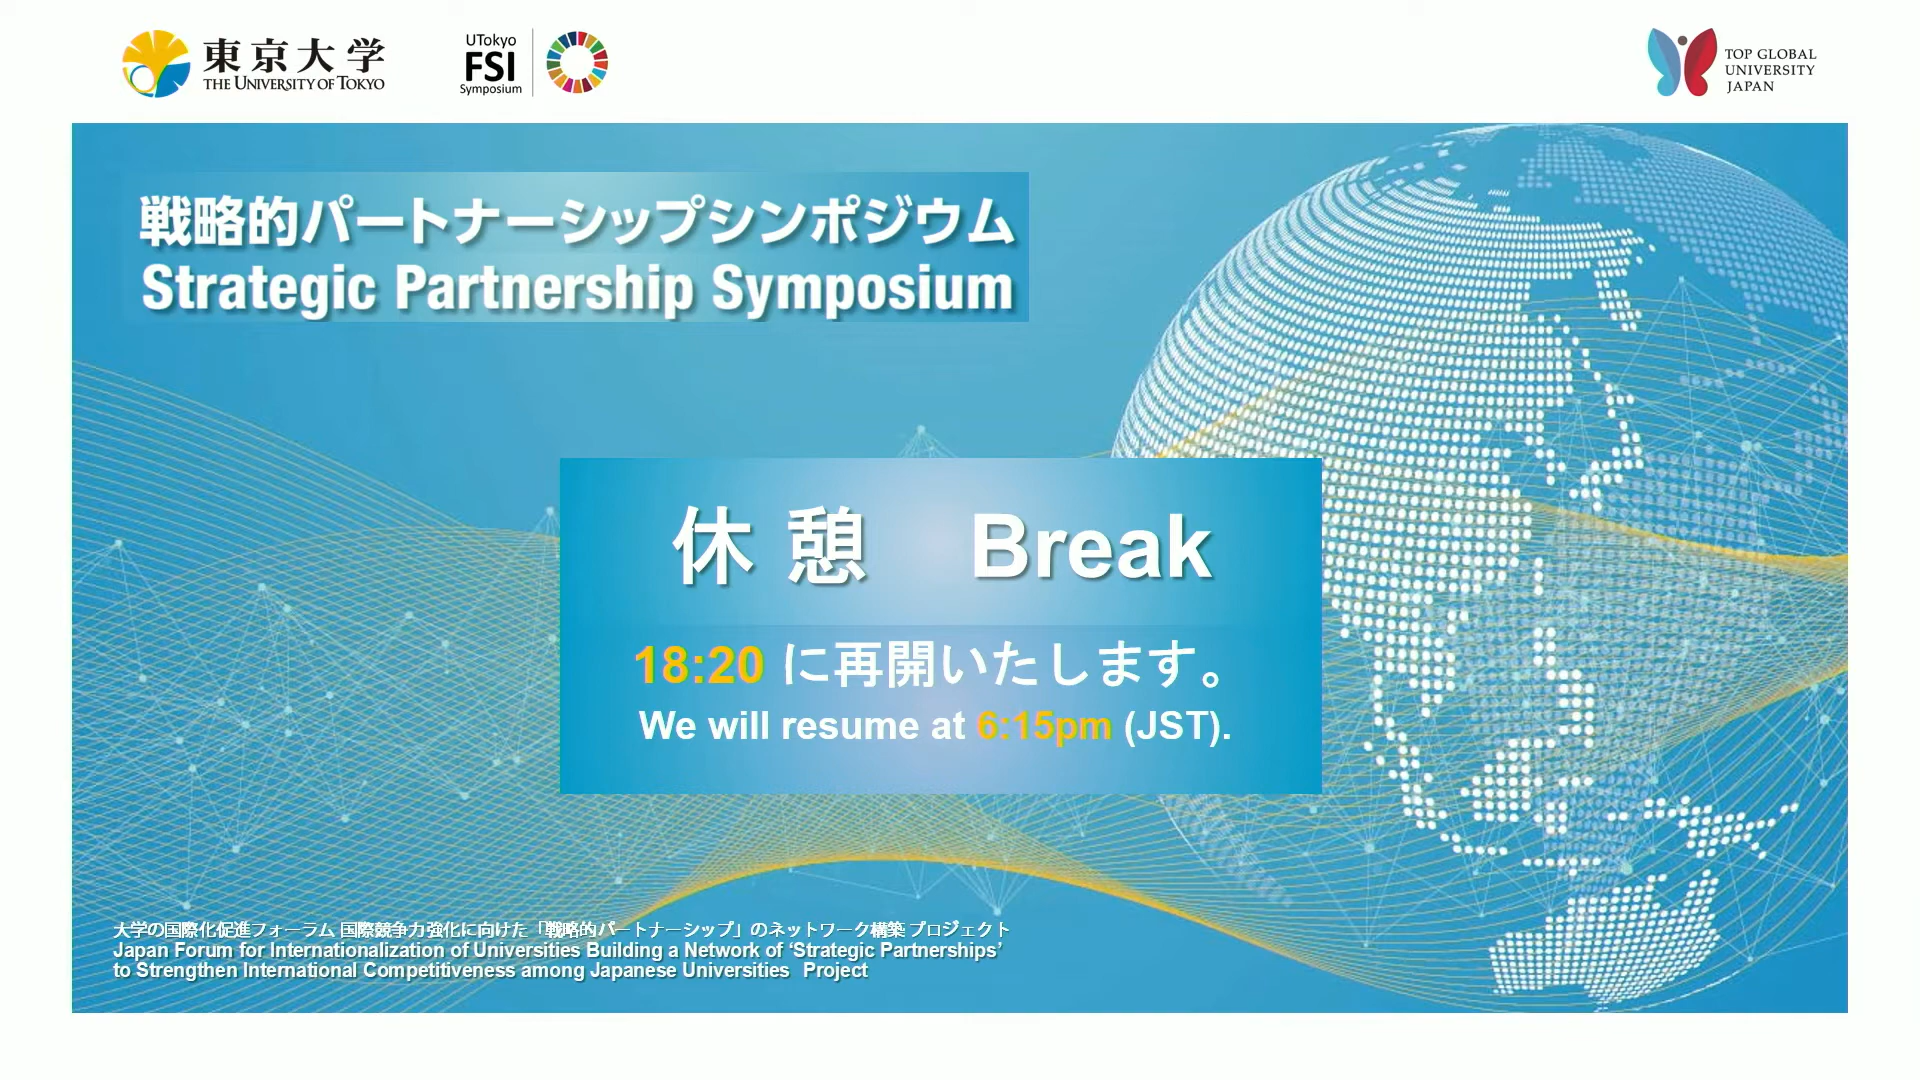 東京大学
THE UNIVERSITY OF TOKYO
UTokyo
FSI
Symposium
TOP GLOBAL
UNIVERSITY
JAPAN
戦略的パートナーシップシンポジウム
Strategic Partnership Symposium
休 憩 Break
18:20 に再開いたします。
We will resume at 6:15pm (JST).
大学の国際化促進フォーラム 国際競争力強化に向けた「戦略的パートナーシップ」のネットワーク構築 プロジェクト
Japan Forum for Internationalization of Universities Building a Network of ‘Strategic Partnerships’
to Strengthen International Competitiveness among Japanese Universities Project